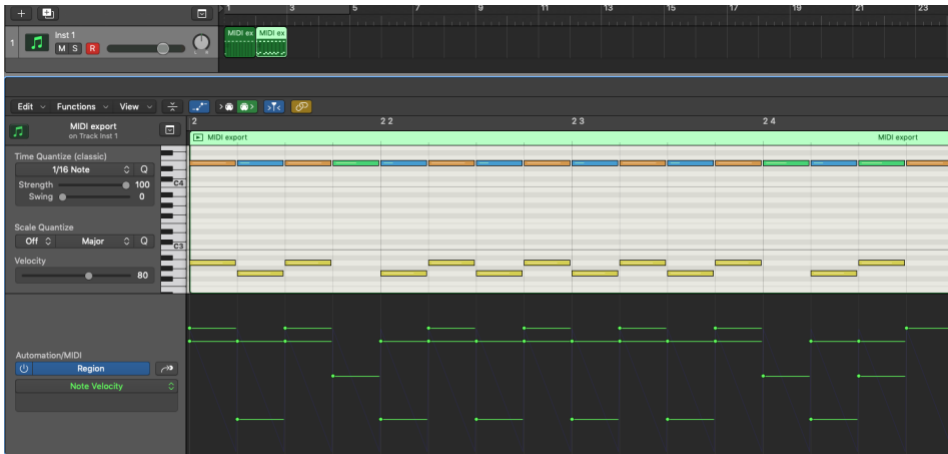 1 3 5 7 9 11 13 15 17 19 21 23
1 Inst 1
M S R
MIDI ex MIDI ex
Edit Functions View
2 2 2 2 3 2 4
MIDI export
on Track Inst 1
MIDI export MIDI export
Time Quantize (classic)
1/16 Note Q
Strength 100
Swing 0
C4
Scale Quantize
Off Major Q
C3
Velocity
80
Automation/MIDI
Region
Note Velocity